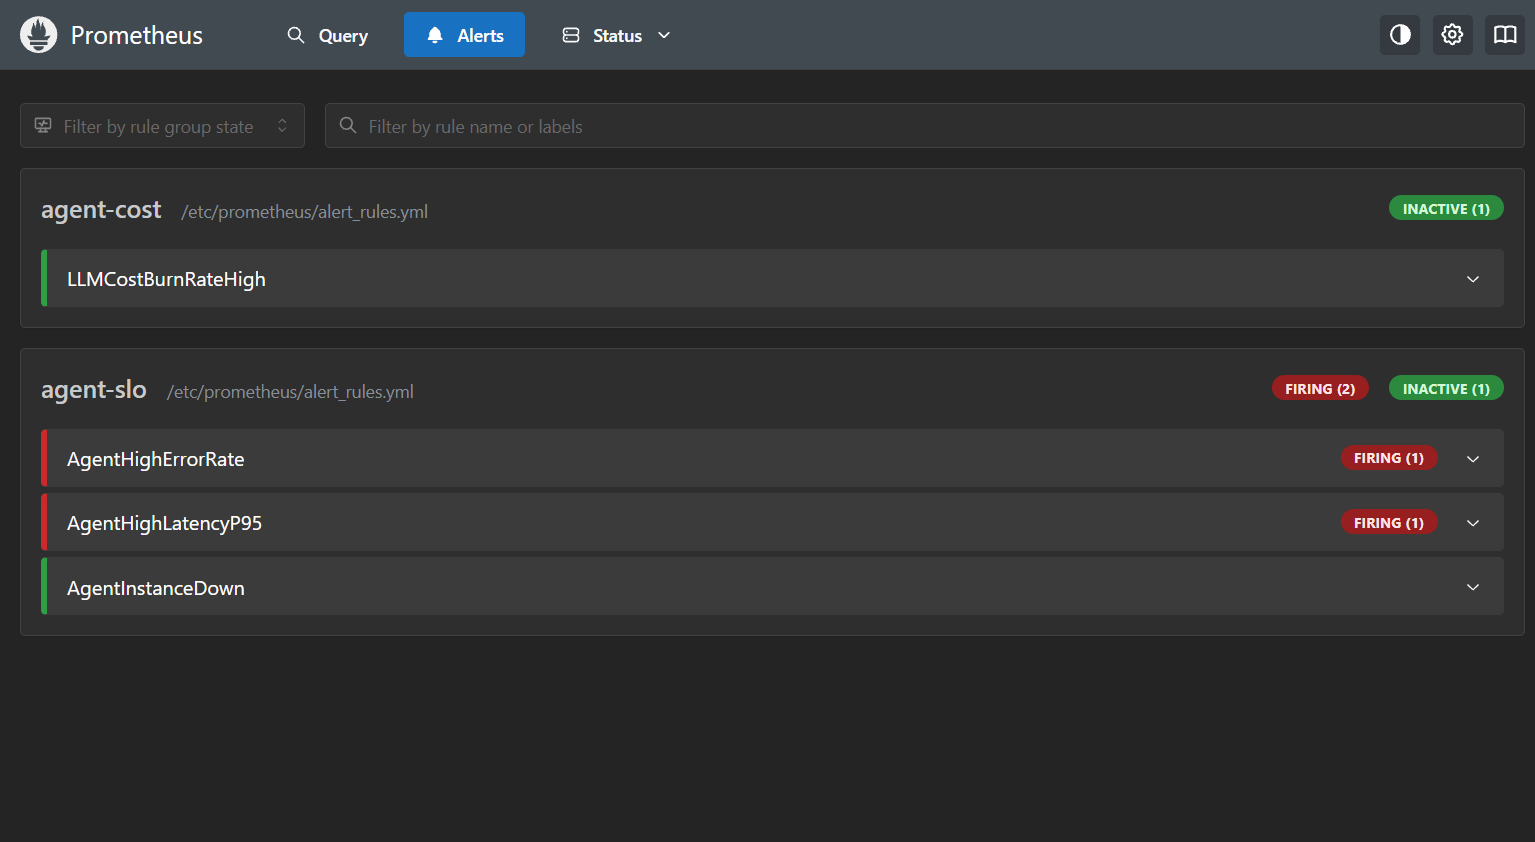 Prometheus Query Alerts Status
Filter by rule group state Filter by rule name or labels
agent-cost /etc/prometheus/alert_rules.yml INACTIVE (1)
LLMCostBurnRateHigh
agent-slo /etc/prometheus/alert_rules.yml FIRING (2) INACTIVE (1)
AgentHighErrorRate FIRING (1)
AgentHighLatencyP95 FIRING (1)
AgentInstanceDown